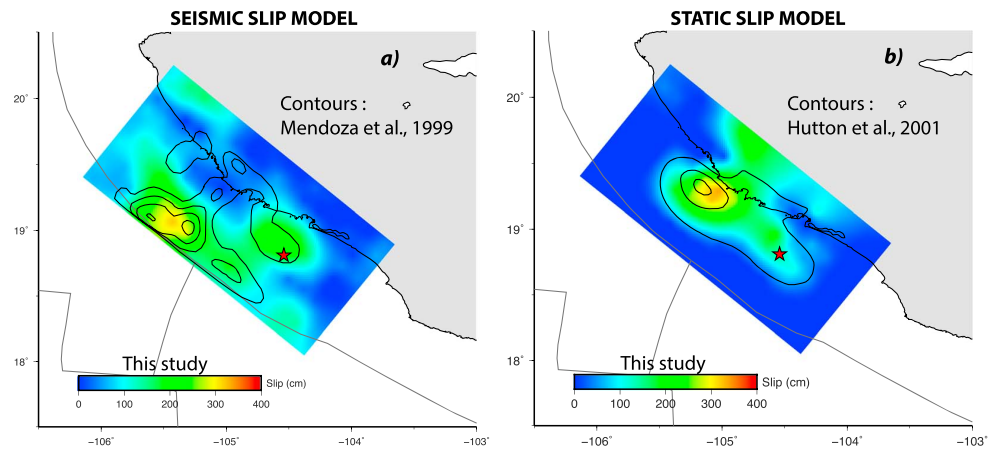 SEISMIC SLIP MODEL
a)
Contours :
Mendoza et al., 1999
20˚
19˚
18˚
This study
Slip (cm)
0 100 200 300 400
−106˚ −105˚ −104˚ −103˚
STATIC SLIP MODEL
b)
Contours :
Hutton et al., 2001
20˚
19˚
18˚
This study
Slip (cm)
0 100 200 300 400
−106˚ −105˚ −104˚ −103˚